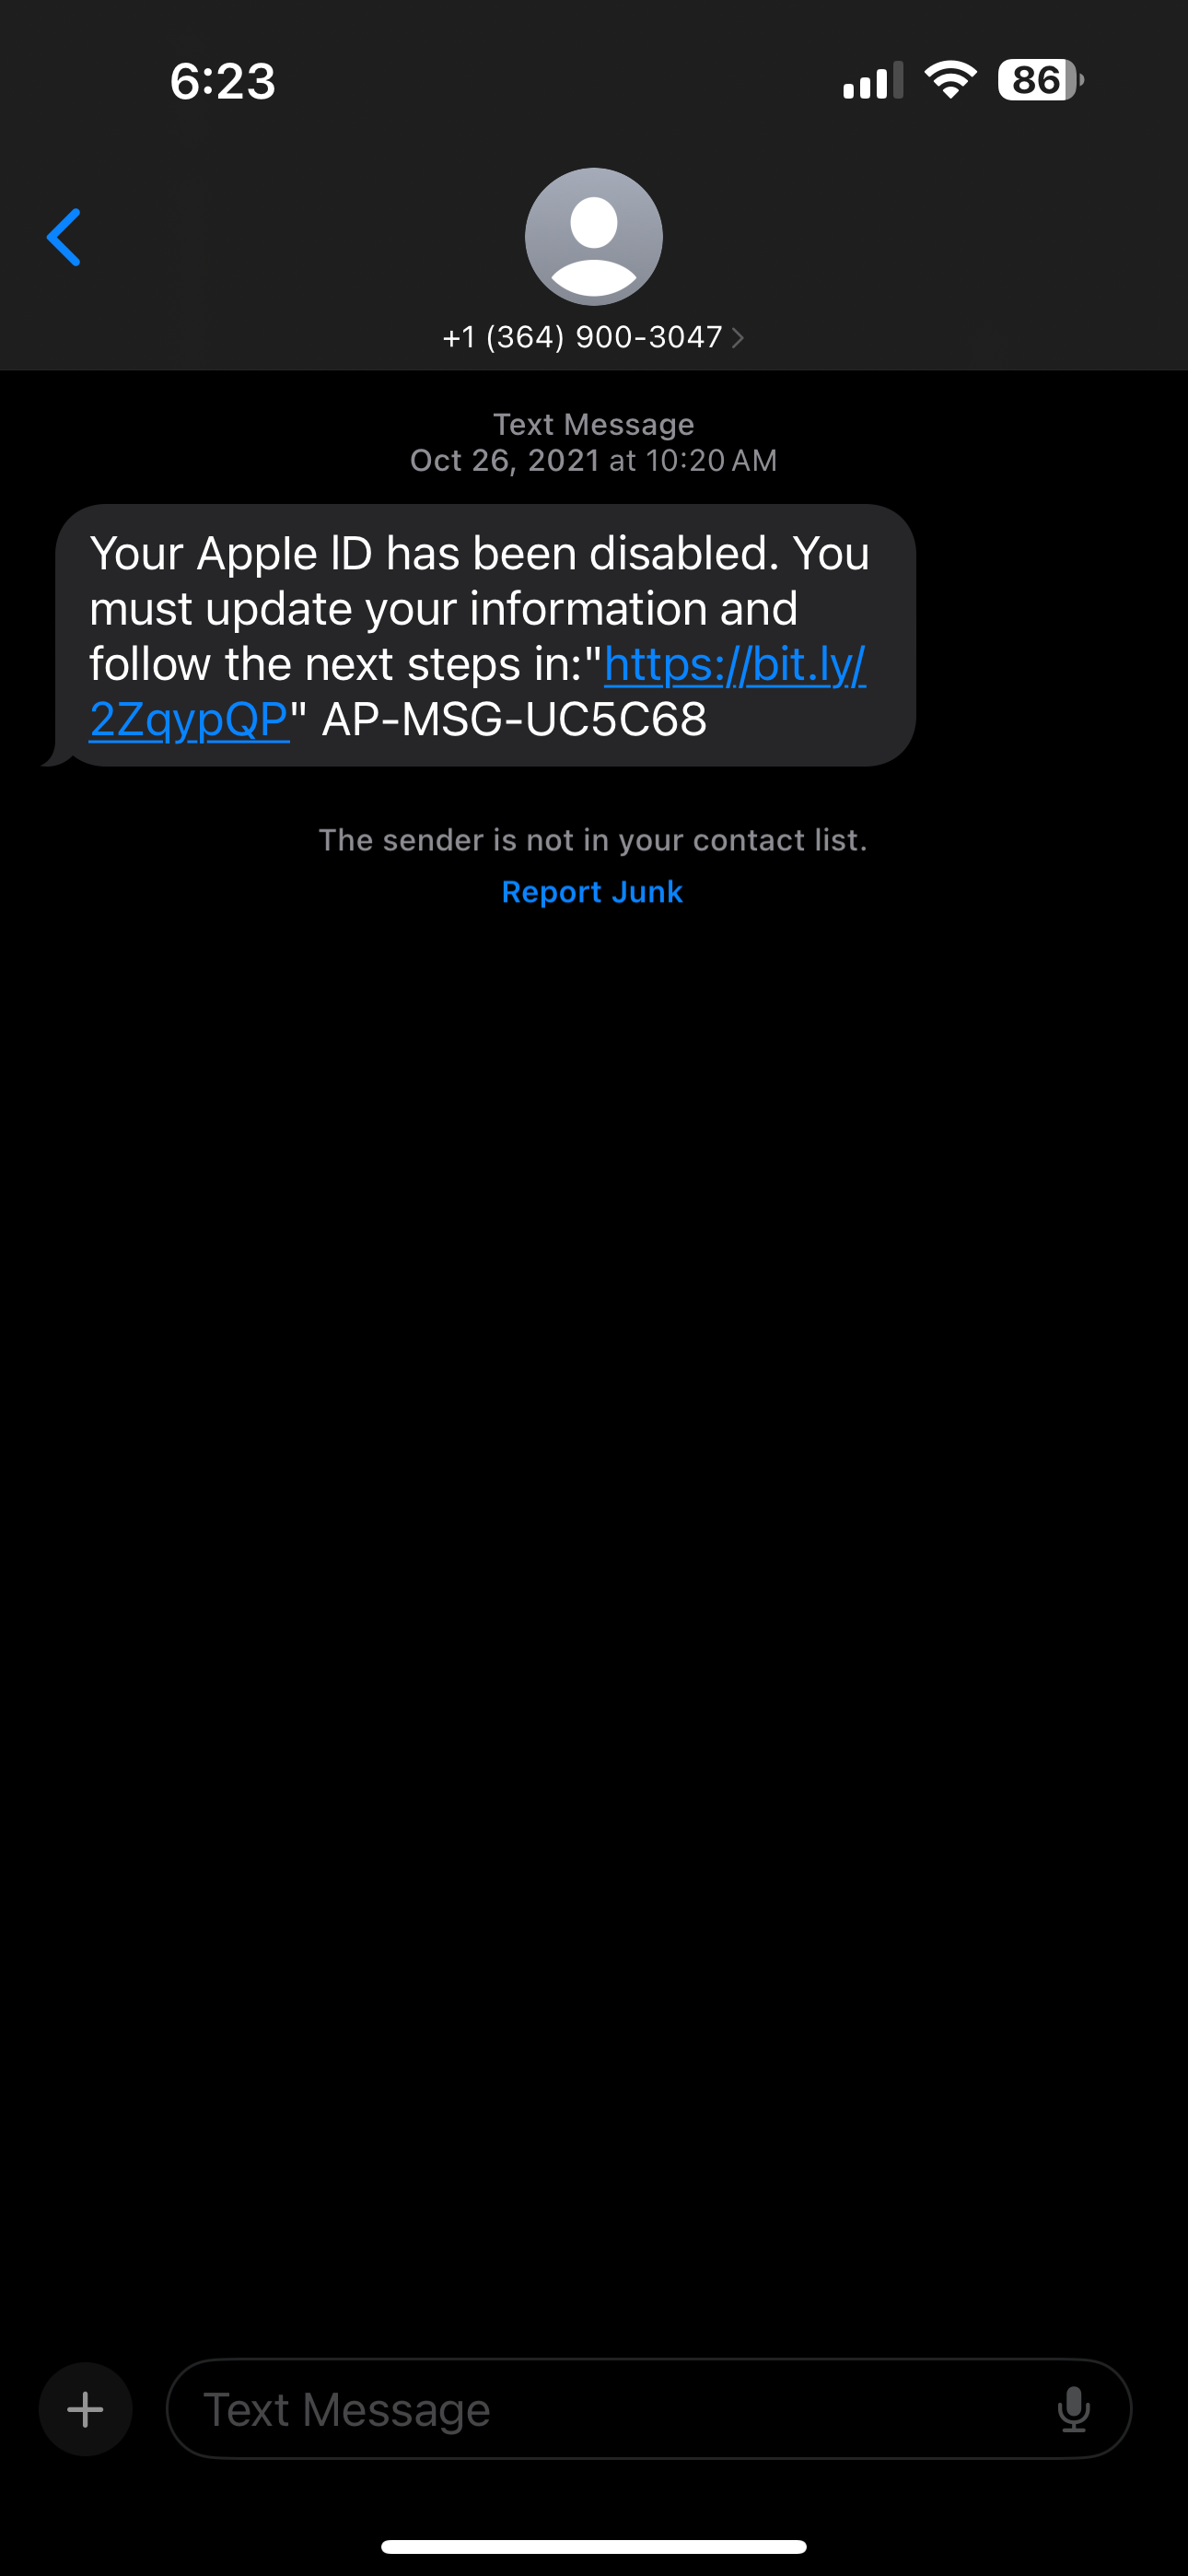 6:23
86
+1 (364) 900-3047
Text Message
Oct 26, 2021 at 10:20 AM
Your Apple lD has been disabled. You
must update your information and
follow the next steps in:"https://bit.ly/
2ZqypQP" AP-MSG-UC5C68
The sender is not in your contact list.
Report Junk
Text Message